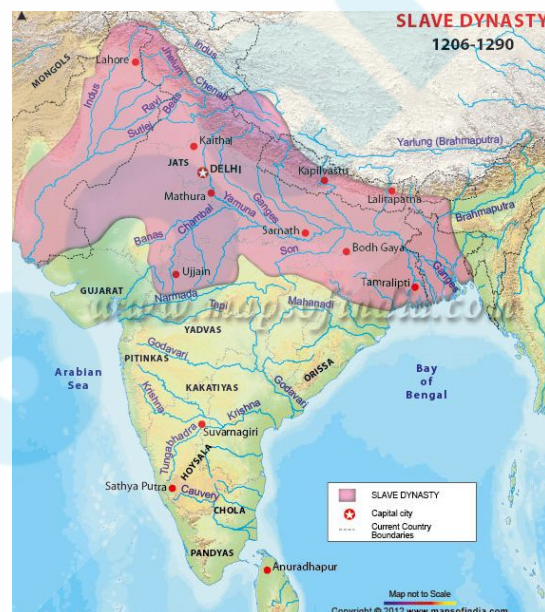 SLAVE DYNASTY
1206-1290
MONGOLS
Lahore
Indus
Jhelum
Chenab
Indus
Ravi
Beas
Sutlej
Kaithal
JATS
DELHI
Mathura
Yamuna
Ganges
Kapilvastu
Lalitapatna
Yarlung (Brahmaputra)
Brahmaputra
Banas
Chambal
Sarnath
Son
Bodh Gaya
Ujjain
Tamralipti
Ganges
GUJARAT
Narmada
Tapi
Mahanadi
www.mapsofindia.com
YADVAS
PITINKAS
Godavari
ORISSA
Arabian
Sea
Bay
of
Bengal
KAKATIYAS
Godavari
Krishna
Krishna
Tungabhadra
Suvarnagiri
HOYSALA
Sathya Putra
Cauvery
CHOLA
PANDYAS
Anuradhapur
SLAVE DYNASTY
Capital city
Current Country
Boundaries
Map not to Scale
Copyright © 2012 www.mapsofindia.com